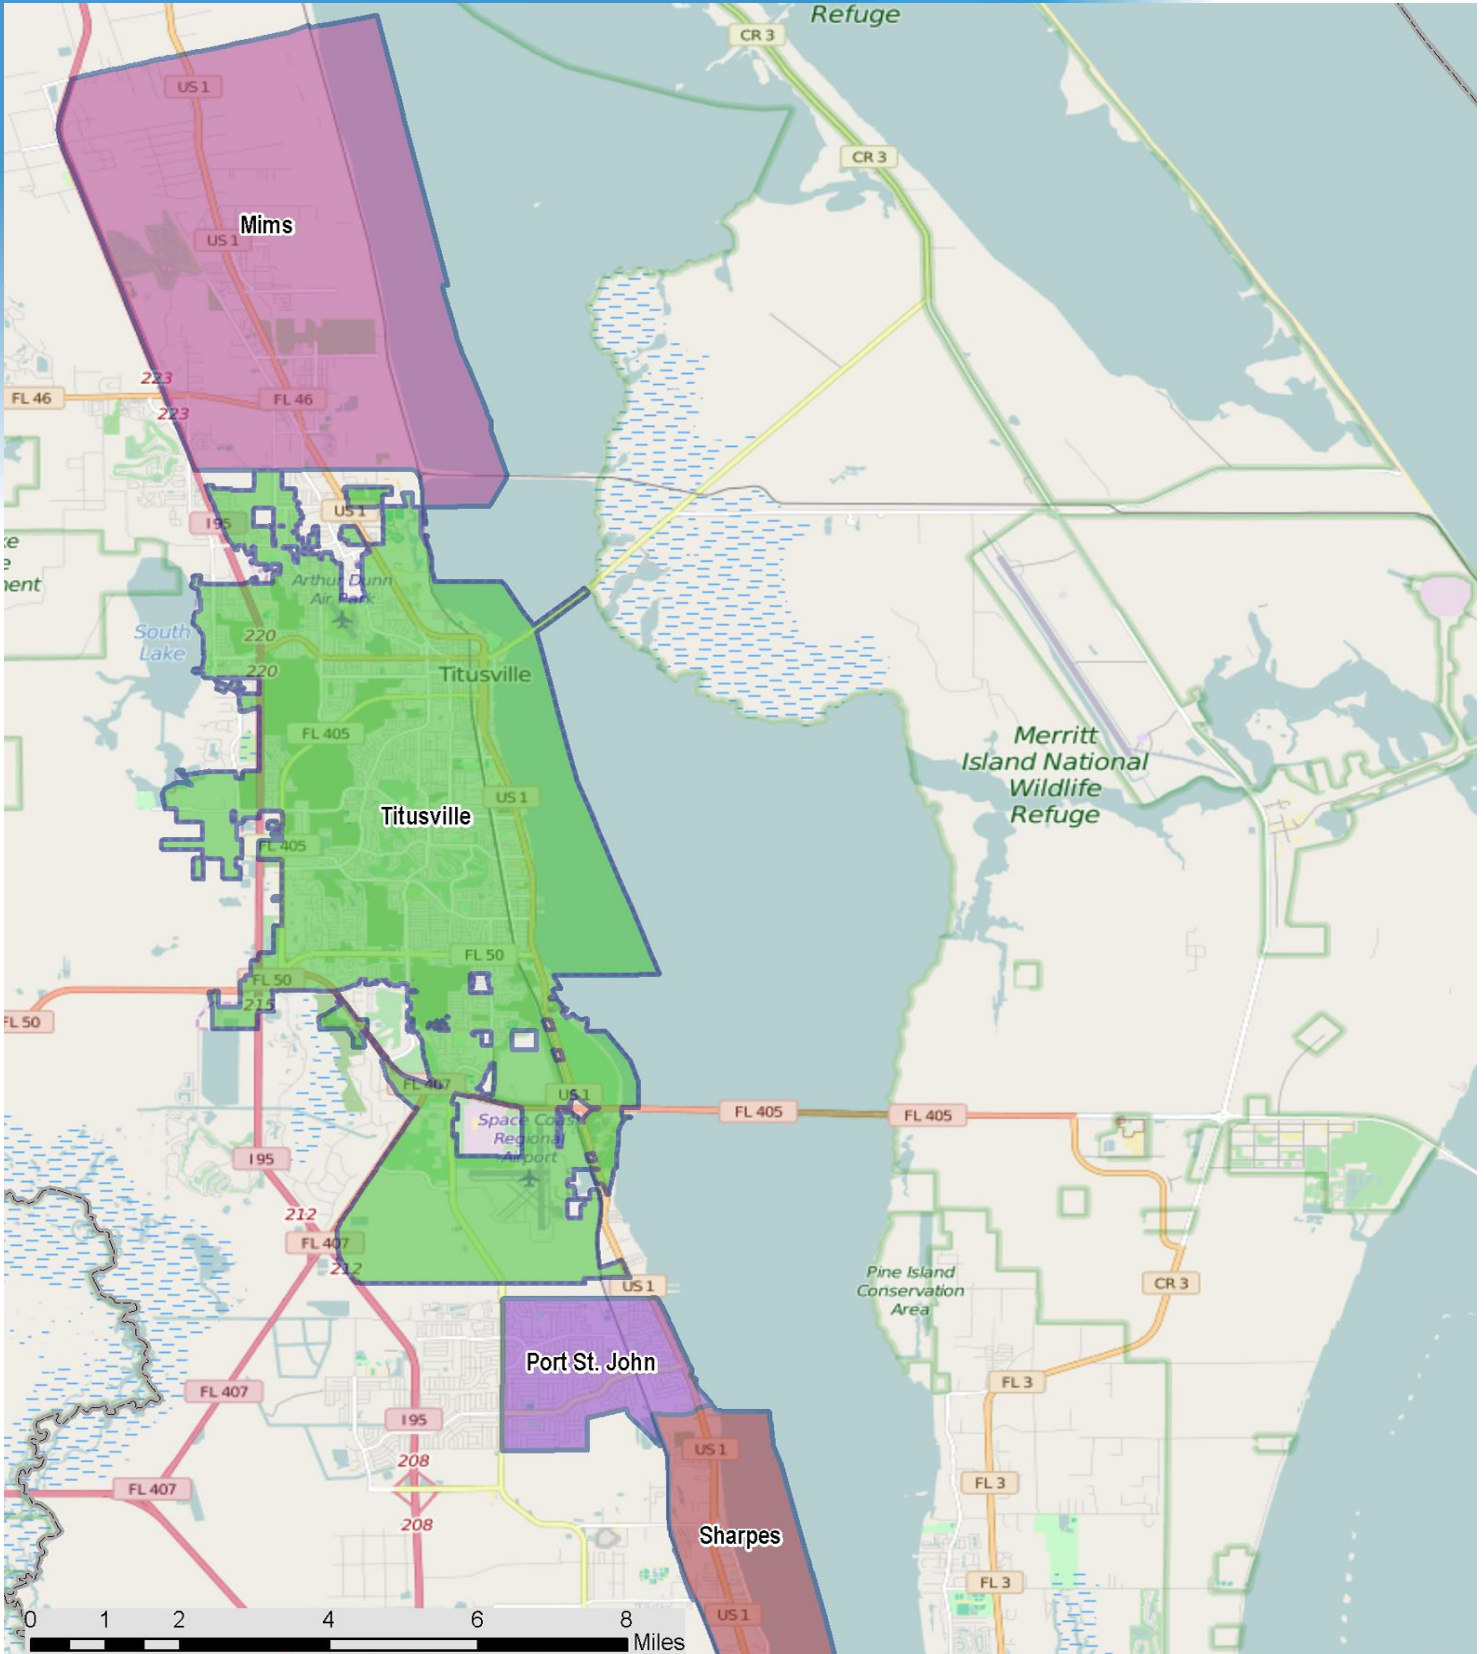 Refuge
CR 3
US 1
CR 3
Mims
US 1
223
FL 46
FL 46
223
I 95
US 1
ke
e
ment
Arthur Dunn
Air Park
South
Lake
220
220
Titusville
FL 405
Merritt
Island National
Wildlife
Refuge
US 1
Titusville
FL 405
FL 50
FL 50
215
FL 50
FL 407
US 1
FL 405
FL 405
Space Coast
Regional
Airport
I 95
212
FL 407
212
US 1
Pine Island
Conservation
Area
CR 3
Port St. John
FL 3
FL 407
I 95
US 1
208
FL 407
FL 3
208
Sharpes
FL 3
US 1
0 1 2 4 6 8
Miles